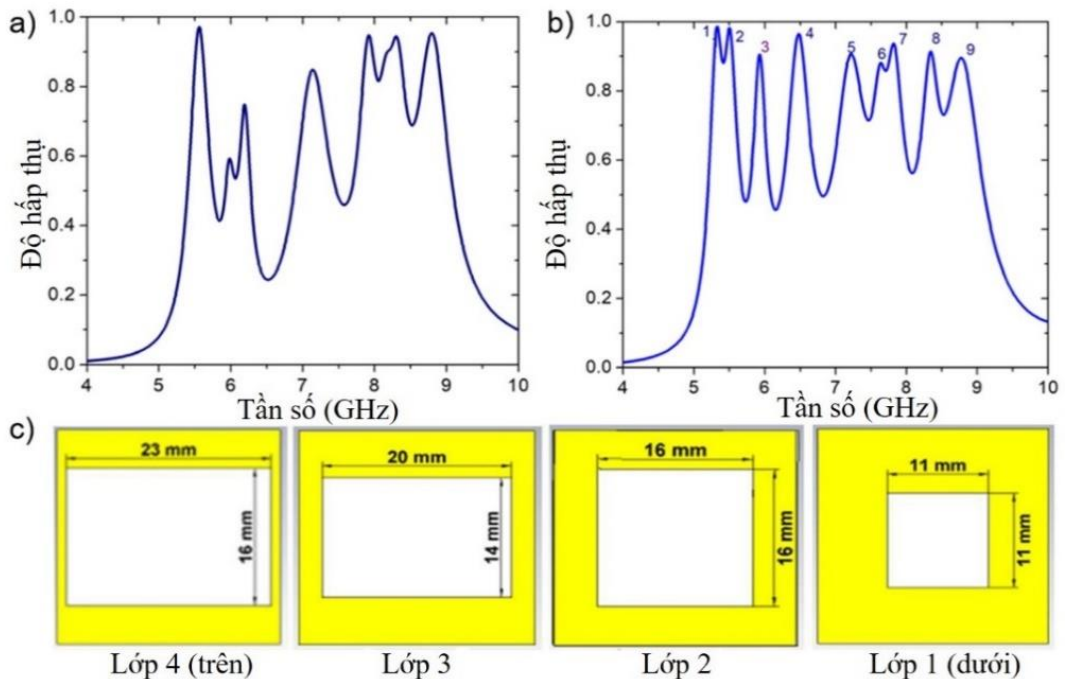 a)
1.0
0.8
0.6
0.4
0.2
0.0
Độ hấp thụ
4 5 6 7 8 9 10
Tần số (GHz)
b)
1.0
0.8
0.6
0.4
0.2
0.0
Độ hấp thụ
1 2 3 4 5 6 7 8 9
4 5 6 7 8 9 10
Tần số (GHz)
c)
23 mm
16 mm
Lớp 4 (trên)
20 mm
14 mm
Lớp 3
16 mm
16 mm
Lớp 2
11 mm
11 mm
Lớp 1 (dưới)